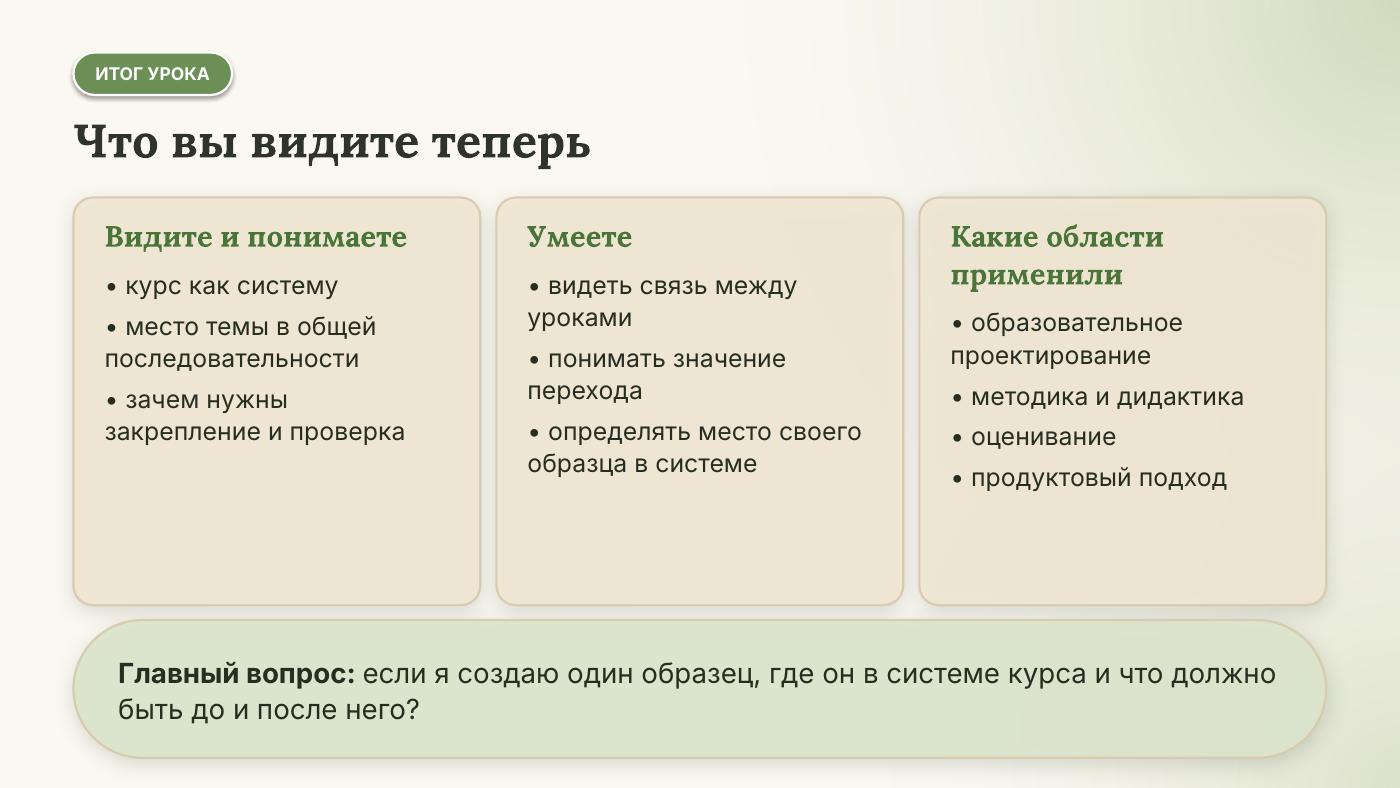 ИТОГ УРОКА
Что вы видите теперь
Видите и понимаете
• курс как систему
• место темы в общей
последовательности
• зачем нужны
закрепление и проверка
Умеете
• видеть связь между
уроками
• понимать значение
перехода
• определять место своего
образца в системе
Какие области
применили
• образовательное
проектирование
• методика и дидактика
• оценивание
• продуктовый подход
Главный вопрос: если я создаю один образец, где он в системе курса и что должно
быть до и после него?